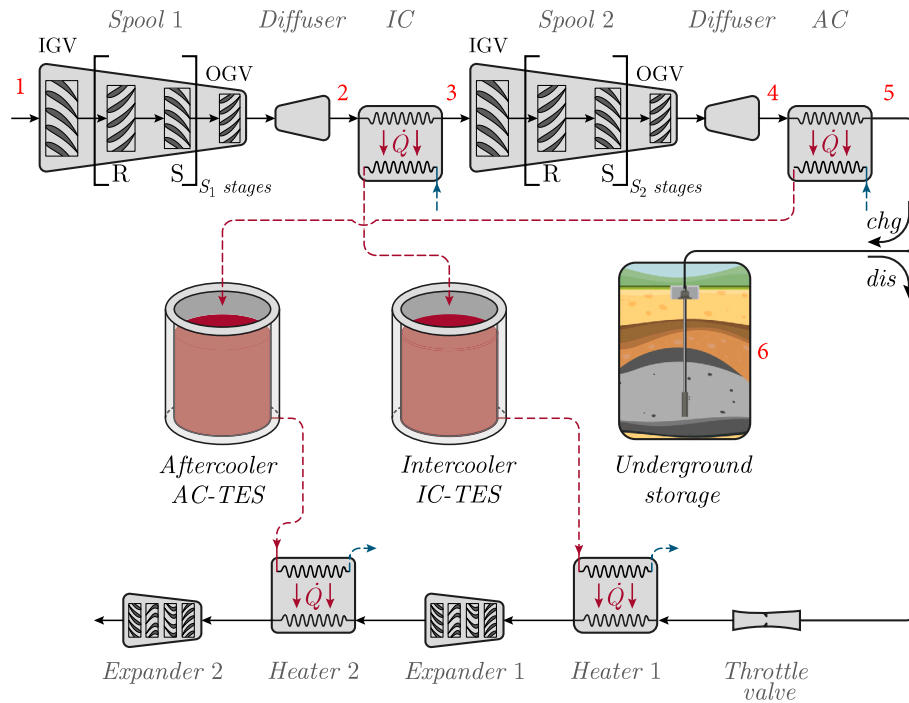 Spool 1 Diffuser IC Spool 2 Diffuser AC
IGV IGV
1 OGV 2 3 OGV 4 5
Q̇ Q̇
R S R S
S₁ stages S₂ stages
chg
dis
6
Aftercooler
AC-TES
Intercooler
IC-TES
Underground
storage
Q̇ Q̇
Expander 2 Heater 2 Expander 1 Heater 1 Throttle
valve